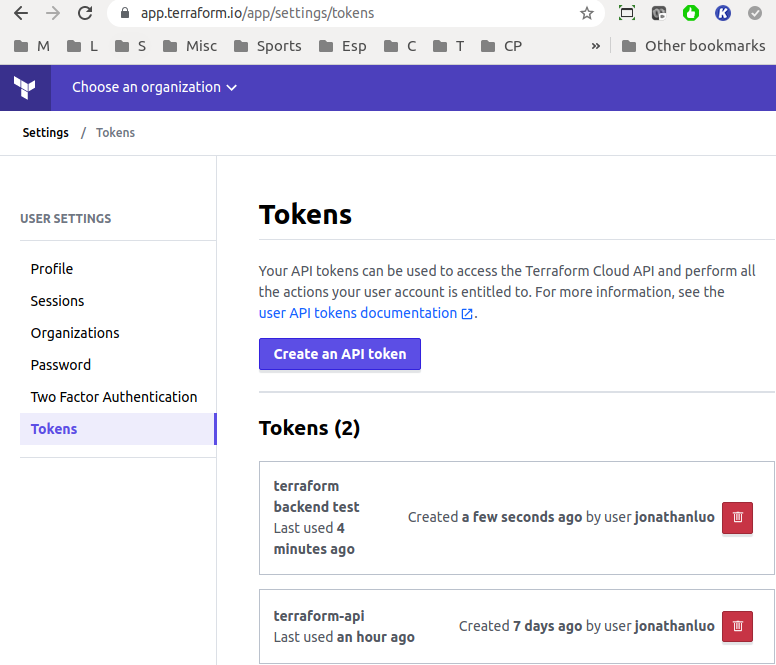 app.terraform.io/app/settings/tokens
M L S Misc Sports Esp C T CP » Other bookmarks
Choose an organization
Settings / Tokens
USER SETTINGS
Profile
Sessions
Organizations
Password
Two Factor Authentication
Tokens
Tokens
Your API tokens can be used to access the Terraform Cloud API and perform all
the actions your user account is entitled to. For more information, see the
user API tokens documentation .
Create an API token
Tokens (2)
terraform
backend test
Last used 4
minutes ago
Created a few seconds ago by user jonathanluo
terraform-api
Last used an hour ago
Created 7 days ago by user jonathanluo